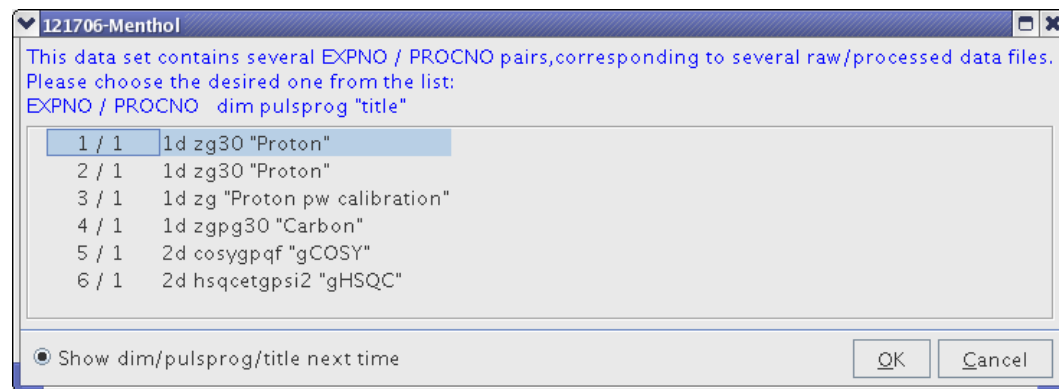 121706-Menthol
This data set contains several EXPNO / PROCNO pairs,corresponding to several raw/processed data files.
Please choose the desired one from the list:
EXPNO / PROCNO dim pulsprog "title"
1 / 1 1d zg30 "Proton"
2 / 1 1d zg30 "Proton"
3 / 1 1d zg "Proton pw calibration"
4 / 1 1d zgpg30 "Carbon"
5 / 1 2d cosygpqf "gCOSY"
6 / 1 2d hsqcetgpsi2 "gHSQC"
Show dim/pulsprog/title next time
OK Cancel